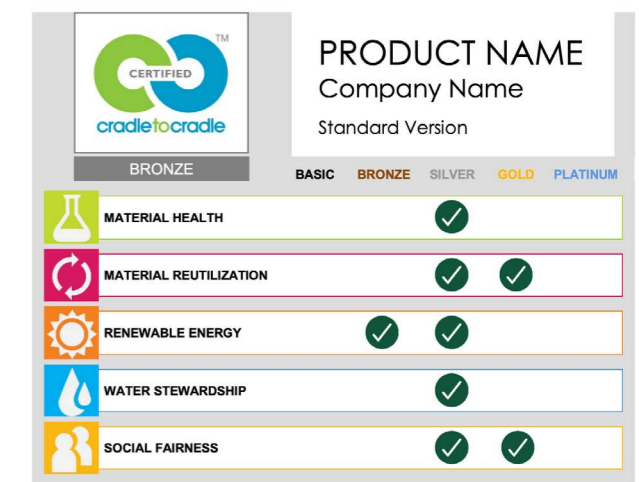 TM
CERTIFIED
cradletocradle
BRONZE
PRODUCT NAME
Company Name
Standard Version
BASIC BRONZE SILVER GOLD PLATINUM
MATERIAL HEALTH
MATERIAL REUTILIZATION
RENEWABLE ENERGY
WATER STEWARDSHIP
SOCIAL FAIRNESS